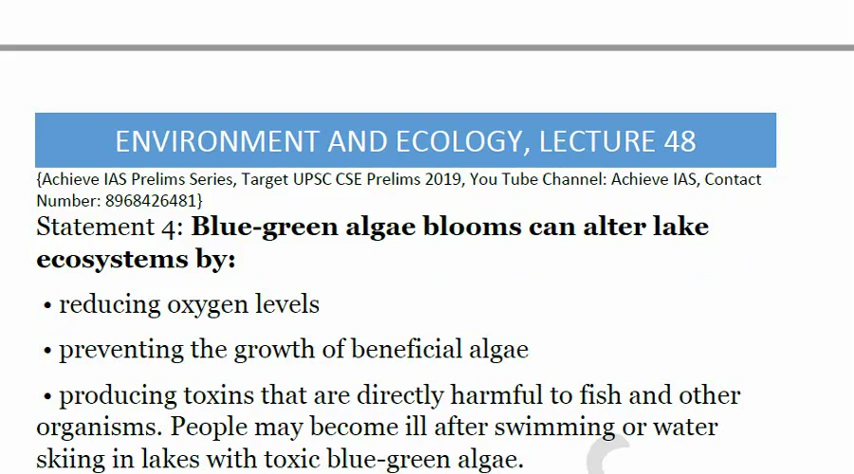 ENVIRONMENT AND ECOLOGY, LECTURE 48
{Achieve IAS Prelims Series, Target UPSC CSE Prelims 2019, You Tube Channel: Achieve IAS, Contact
Number: 8968426481}
Statement 4: Blue-green algae blooms can alter lake
ecosystems by:
• reducing oxygen levels
• preventing the growth of beneficial algae
• producing toxins that are directly harmful to fish and other
organisms. People may become ill after swimming or water
skiing in lakes with toxic blue-green algae.